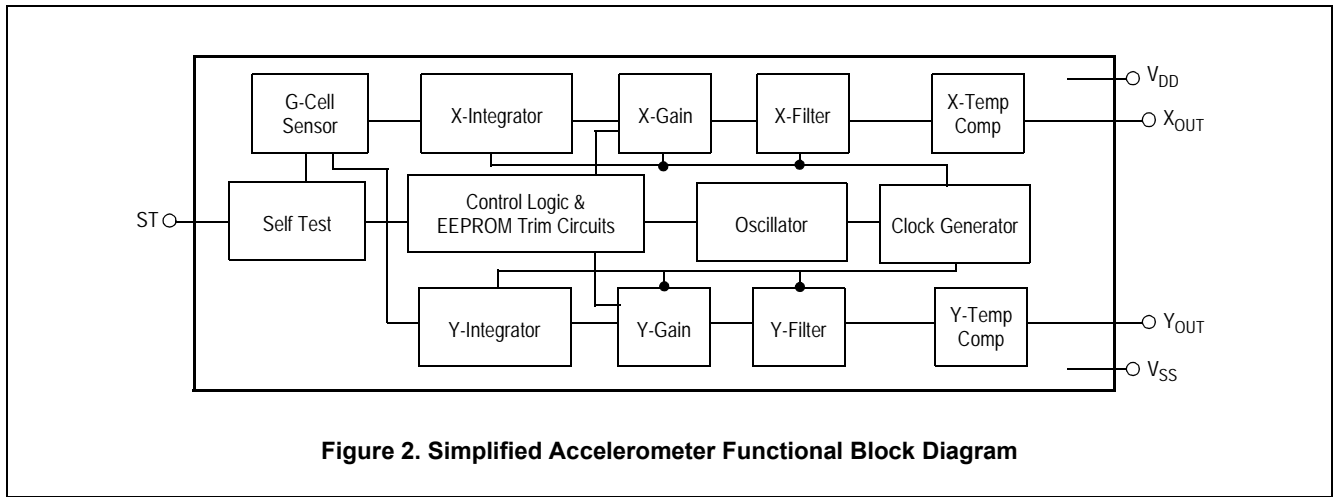 G-Cell
Sensor
X-Integrator
X-Gain
X-Filter
X-Temp
Comp
V_DD
X_OUT
ST
Self Test
Control Logic &
EEPROM Trim Circuits
Oscillator
Clock Generator
Y-Integrator
Y-Gain
Y-Filter
Y-Temp
Comp
Y_OUT
V_SS
Figure 2. Simplified Accelerometer Functional Block Diagram